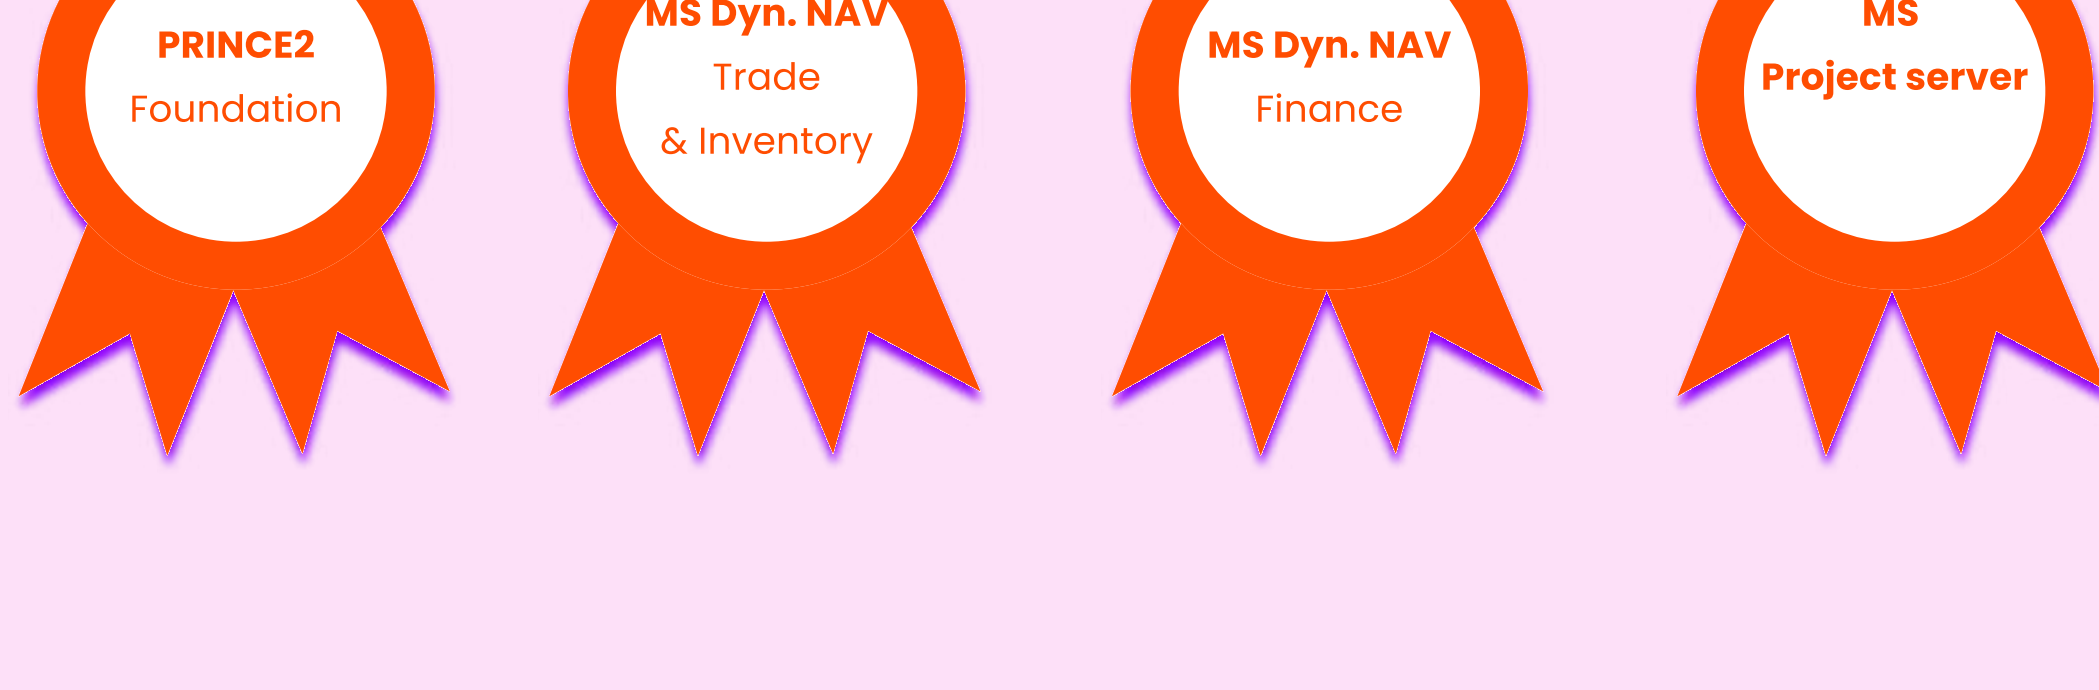 PRINCE2
Foundation
MS Dyn. NAV
Trade
& Inventory
MS Dyn. NAV
Finance
MS
Project server